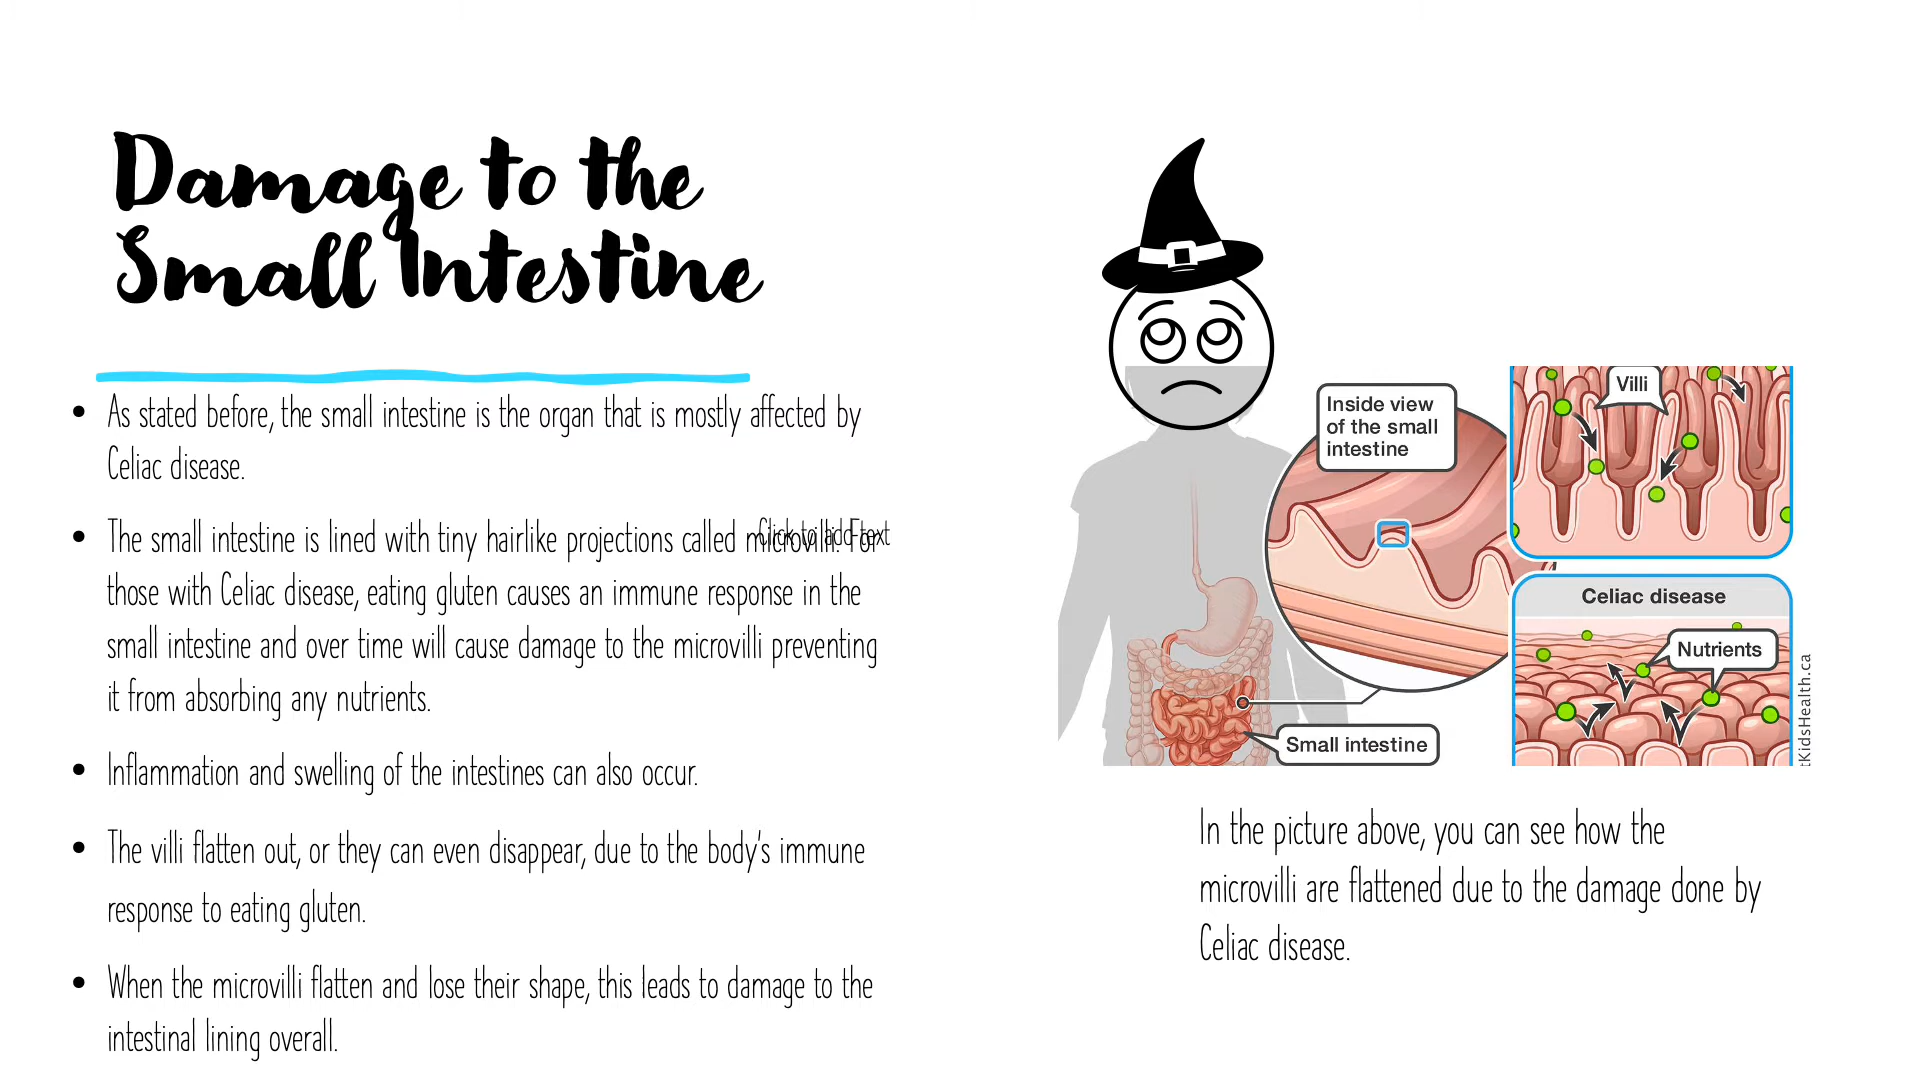 Damage to the
Small Intestine
• As stated before, the small intestine is the organ that is mostly affected by
Celiac disease.
• The small intestine is lined with tiny hairlike projections called microvilli. For
Click to add text
those with Celiac disease, eating gluten causes an immune response in the
small intestine and over time will cause damage to the microvilli preventing
it from absorbing any nutrients.
• Inflammation and swelling of the intestines can also occur.
• The villi flatten out, or they can even disappear, due to the body's immune
response to eating gluten.
• When the microvilli flatten and lose their shape, this leads to damage to the
intestinal lining overall.
Inside view
of the small
intestine
Villi
Celiac disease
Nutrients
Small intestine
tKidsHealth.ca
In the picture above, you can see how the
microvilli are flattened due to the damage done by
Celiac disease.